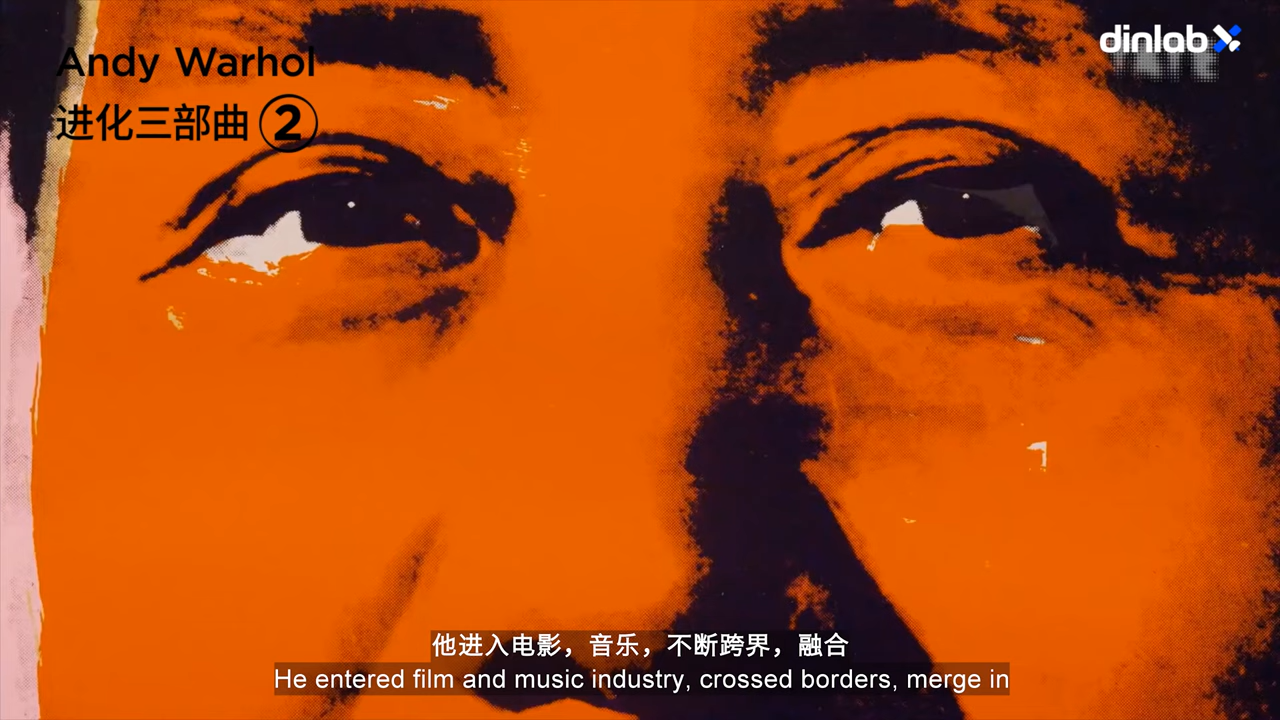 Andy Warhol
进化三部曲②
dinlab
他进入电影，音乐，不断跨界，融合
He entered film and music industry, crossed borders, merge in